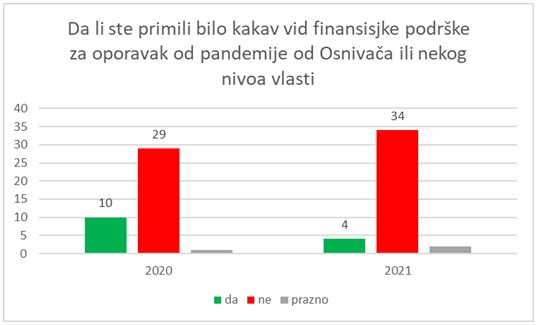 Da li ste primili bilo kakav vid finansisjke podrške
za oporavak od pandemije od Osnivača ili nekog
nivoa vlasti
40
35
30
25
20
15
10
5
0
10
29
4
34
2020
2021
da
ne
prazno